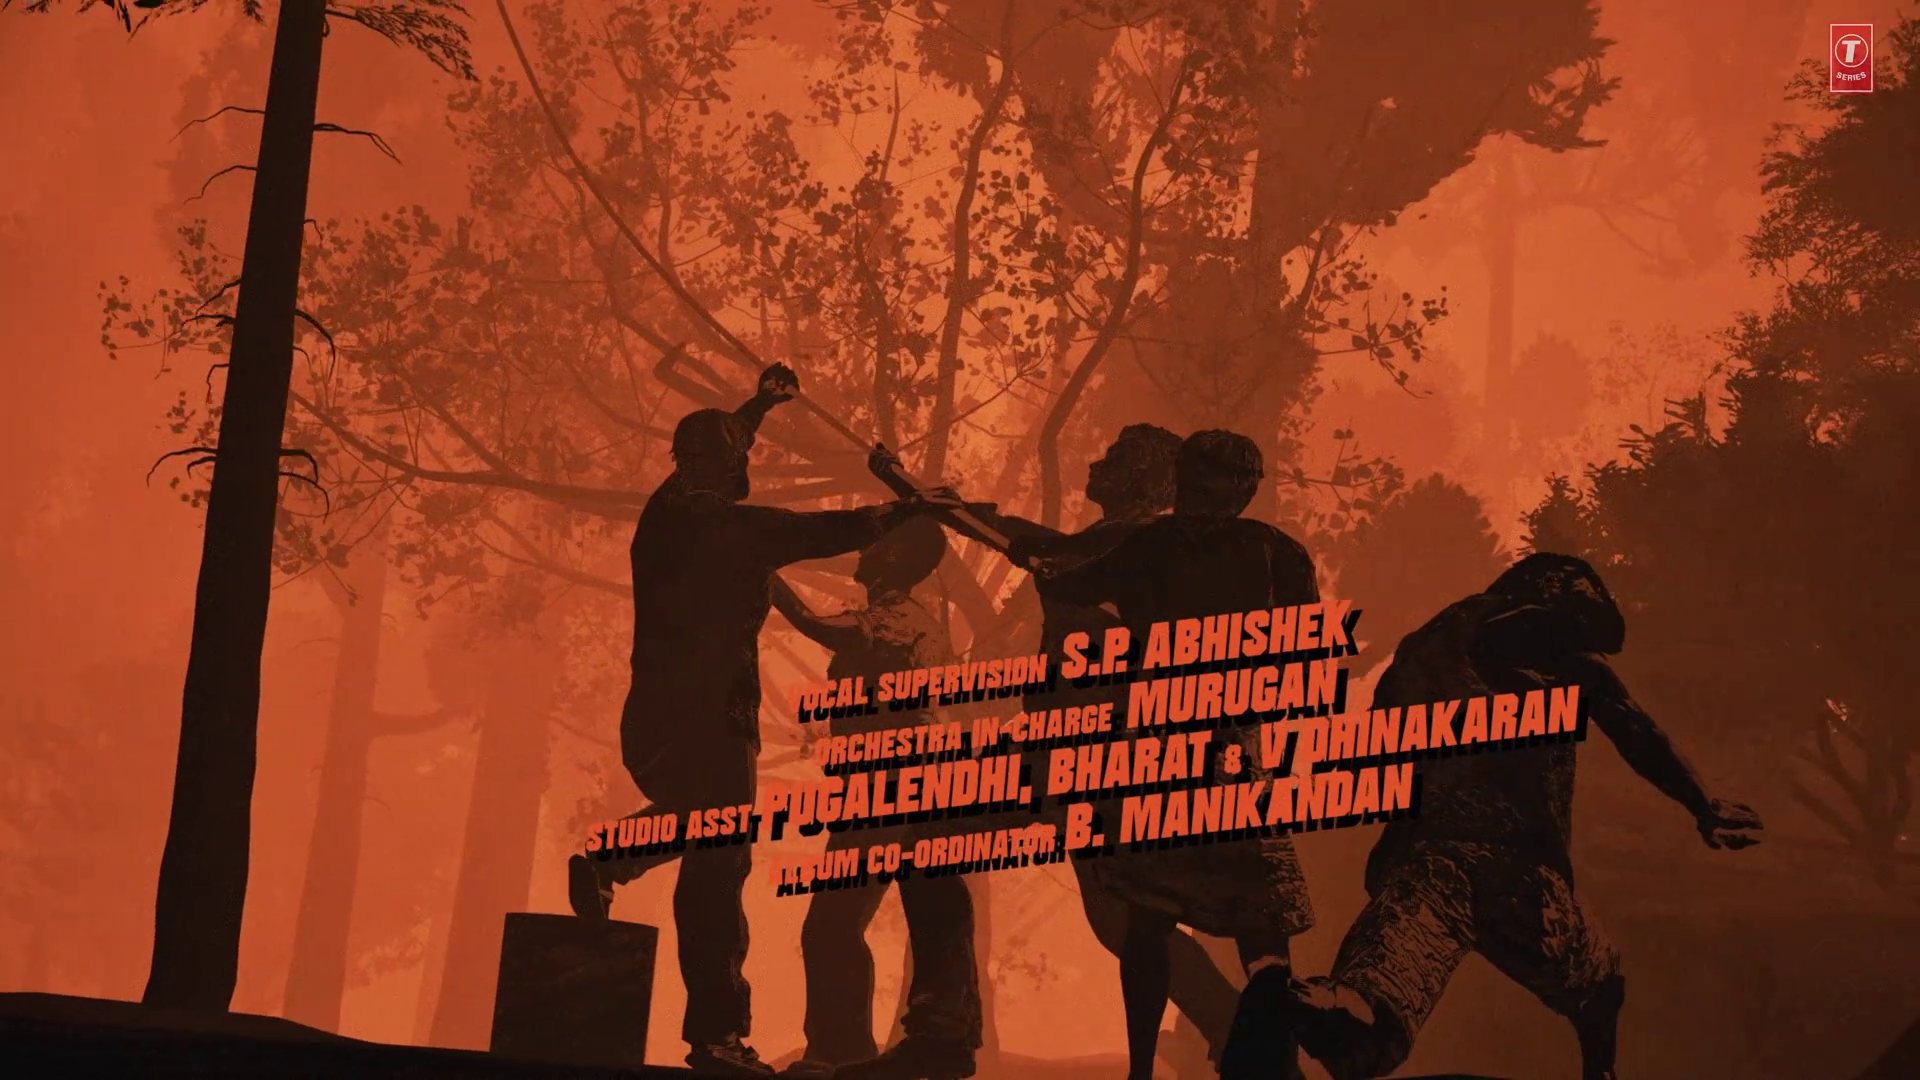 T
SERIES
VOCAL SUPERVISION S.P. ABHISHEK
ORCHESTRA IN-CHARGE MURUGAN
STUDIO ASST PUGALENDHI, BHARAT & V DHINAKARAN
ALBUM CO-ORDINATOR B. MANIKANDAN